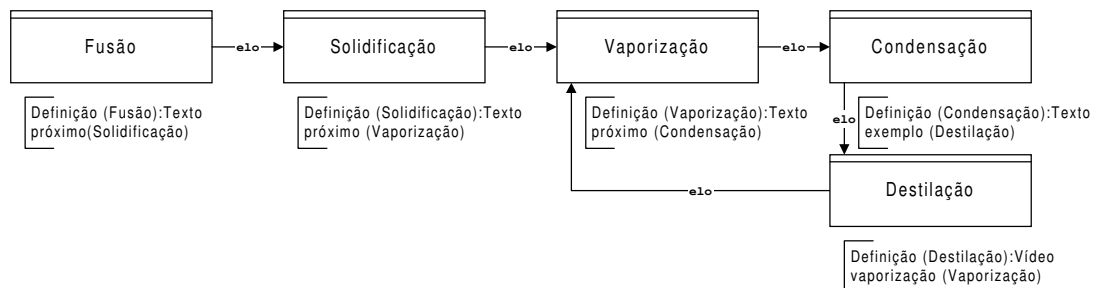 Fusão
elo
Solidificação
elo
Vaporização
elo
Condensação
Definição (Fusão):Texto
próximo(Solidificação)
Definição (Solidificação):Texto
próximo (Vaporização)
Definição (Vaporização):Texto
próximo (Condensação)
elo
Definição (Condensação):Texto
exemplo (Destilação)
elo
Destilação
Definição (Destilação):Vídeo
vaporização (Vaporização)